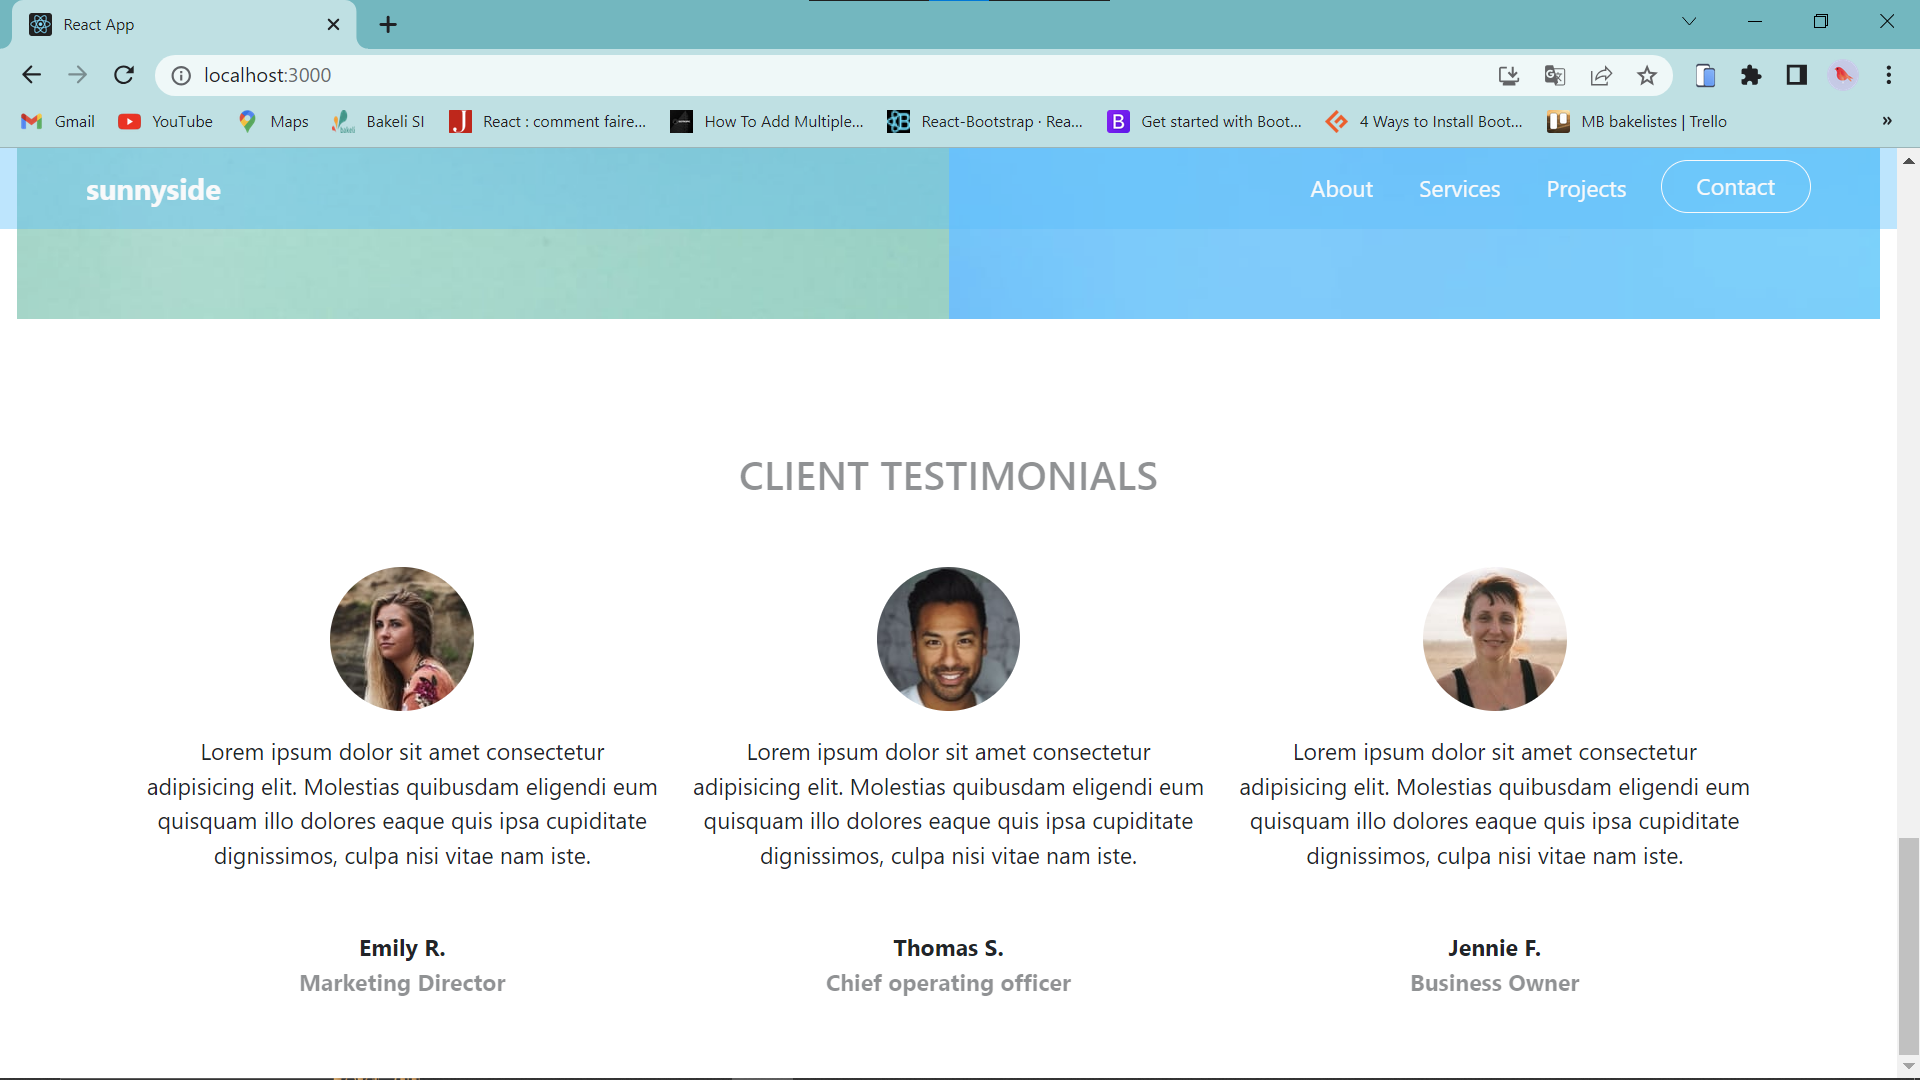 React App
localhost:3000
Gmail
YouTube
Maps
Bakeli SI
React : comment faire...
How To Add Multiple...
React-Bootstrap · Rea...
Get started with Boot...
4 Ways to Install Boot...
MB bakelistes | Trello
»
sunnyside
About
Services
Projects
Contact
CLIENT TESTIMONIALS
Lorem ipsum dolor sit amet consectetur
adipisicing elit. Molestias quibusdam eligendi eum
quisquam illo dolores eaque quis ipsa cupiditate
dignissimos, culpa nisi vitae nam iste.
Emily R.
Marketing Director
Lorem ipsum dolor sit amet consectetur
adipisicing elit. Molestias quibusdam eligendi eum
quisquam illo dolores eaque quis ipsa cupiditate
dignissimos, culpa nisi vitae nam iste.
Thomas S.
Chief operating officer
Lorem ipsum dolor sit amet consectetur
adipisicing elit. Molestias quibusdam eligendi eum
quisquam illo dolores eaque quis ipsa cupiditate
dignissimos, culpa nisi vitae nam iste.
Jennie F.
Business Owner